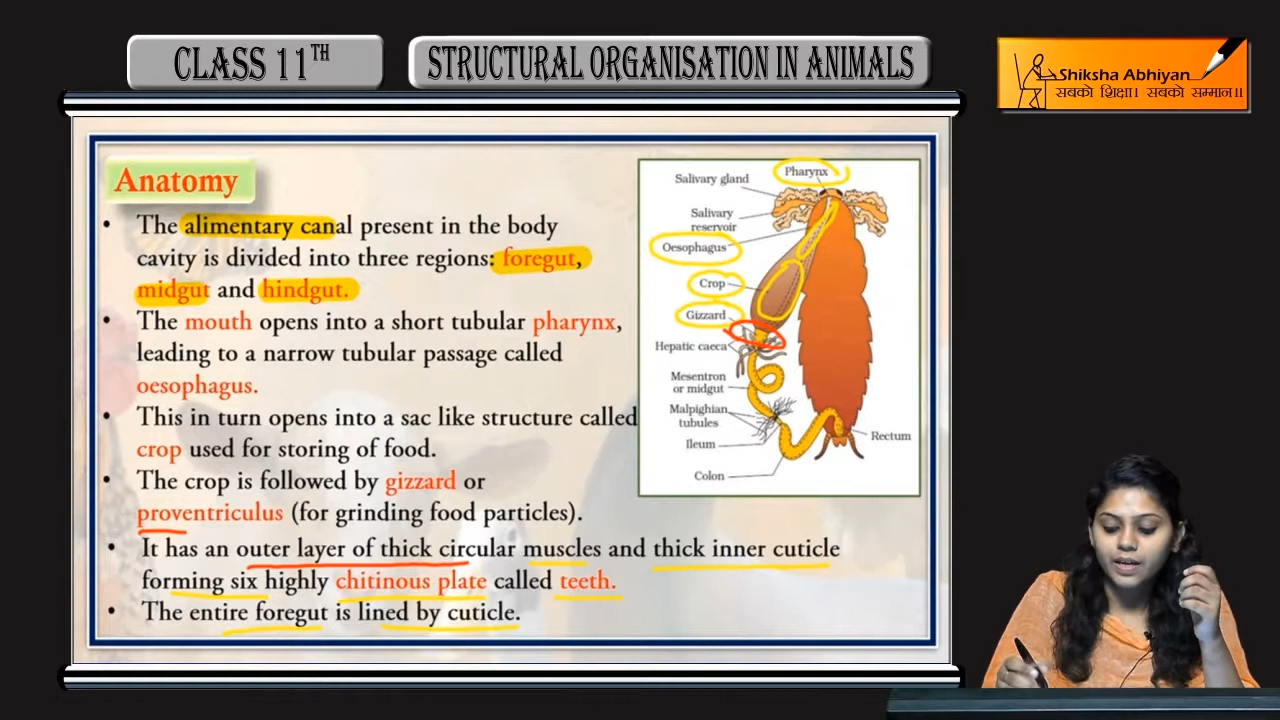 CLASS 11TH
STRUCTURAL ORGANISATION IN ANIMALS
Shiksha Abhiyan
सबको शिक्षा। सबको सम्मान॥
Anatomy
• The alimentary canal present in the body
cavity is divided into three regions: foregut,
midgut and hindgut.
• The mouth opens into a short tubular pharynx,
leading to a narrow tubular passage called
oesophagus.
• This in turn opens into a sac like structure called
crop used for storing of food.
• The crop is followed by gizzard or
proventriculus (for grinding food particles).
• It has an outer layer of thick circular muscles and thick inner cuticle
forming six highly chitinous plate called teeth.
• The entire foregut is lined by cuticle.
Pharynx
Salivary gland
Salivary
reservoir
Oesophagus
Crop
Gizzard
Hepatic caeca
Mesentron
or midgut
Malpighian
tubules
Ileum
Rectum
Colon